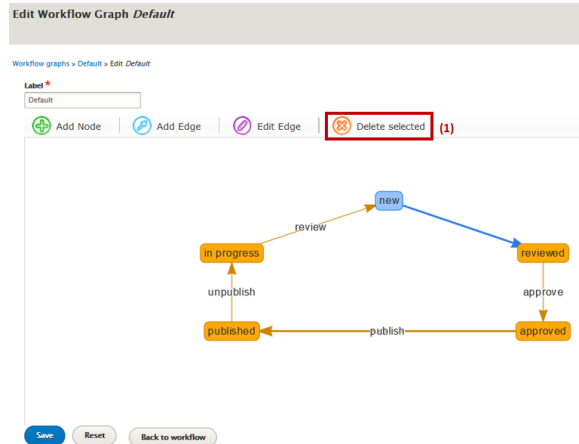 Edit Workflow Graph Default
Workflow graphs » Default » Edit Default
Label *
Default
Add Node Add Edge Edit Edge Delete selected (1)
new
review
in progress reviewed
unpublish approve
published publish approved
Save Reset Back to workflow